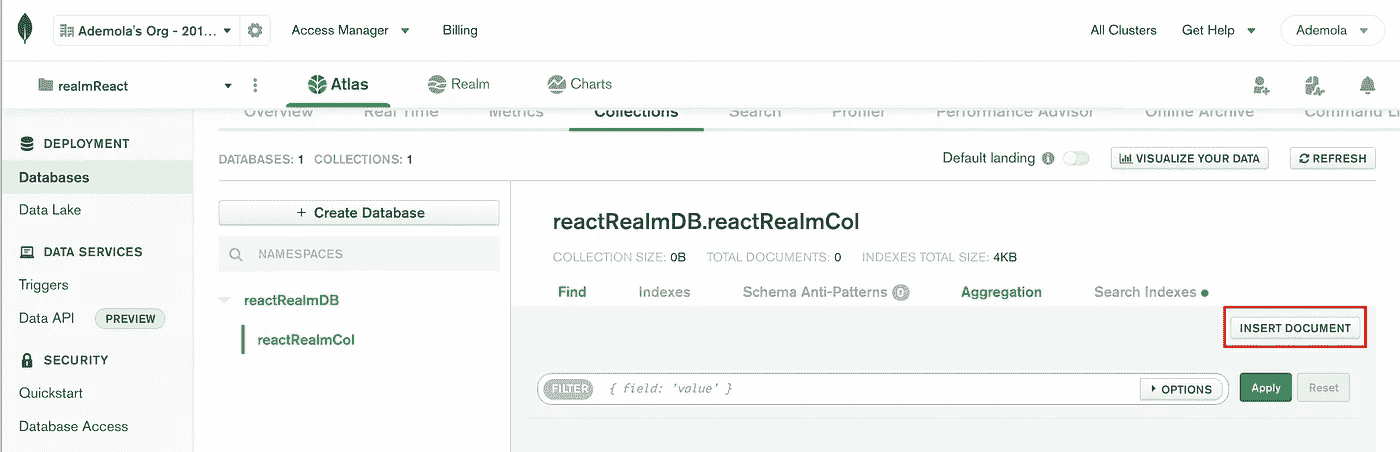 Ademola's Org - 201...
Access Manager
Billing
All Clusters
Get Help
Ademola
realmReact
Atlas
Realm
Charts
Overview
Real Time
Metrics
Collections
Search
Profiler
Performance Advisor
Online Archive
Command Li
DEPLOYMENT
Databases
Data Lake
DATA SERVICES
Triggers
Data API PREVIEW
SECURITY
Quickstart
Database Access
DATABASES: 1 COLLECTIONS: 1
Default landing
VISUALIZE YOUR DATA
REFRESH
+ Create Database
NAMESPACES
reactRealmDB
reactRealmCol
reactRealmDB.reactRealmCol
COLLECTION SIZE: 0B TOTAL DOCUMENTS: 0 INDEXES TOTAL SIZE: 4KB
Find
Indexes
Schema Anti-Patterns 0
Aggregation
Search Indexes
INSERT DOCUMENT
FILTER { field: 'value' }
OPTIONS
Apply
Reset